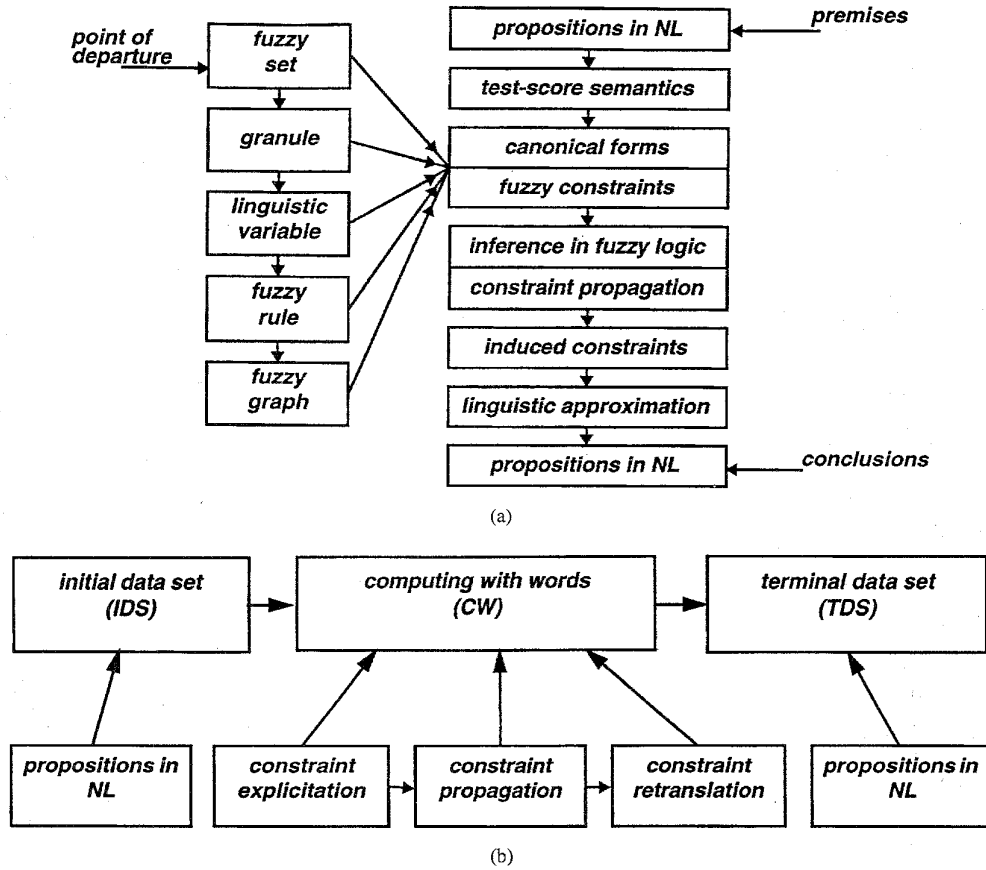 point of
departure
fuzzy
set
granule
linguistic
variable
fuzzy
rule
fuzzy
graph
propositions in NL
premises
test-score semantics
canonical forms
fuzzy constraints
inference in fuzzy logic
constraint propagation
induced constraints
linguistic approximation
propositions in NL
conclusions
(a)
initial data set
(IDS)
computing with words
(CW)
terminal data set
(TDS)
propositions in
NL
constraint
explicitation
constraint
propagation
constraint
retranslation
propositions in
NL
(b)